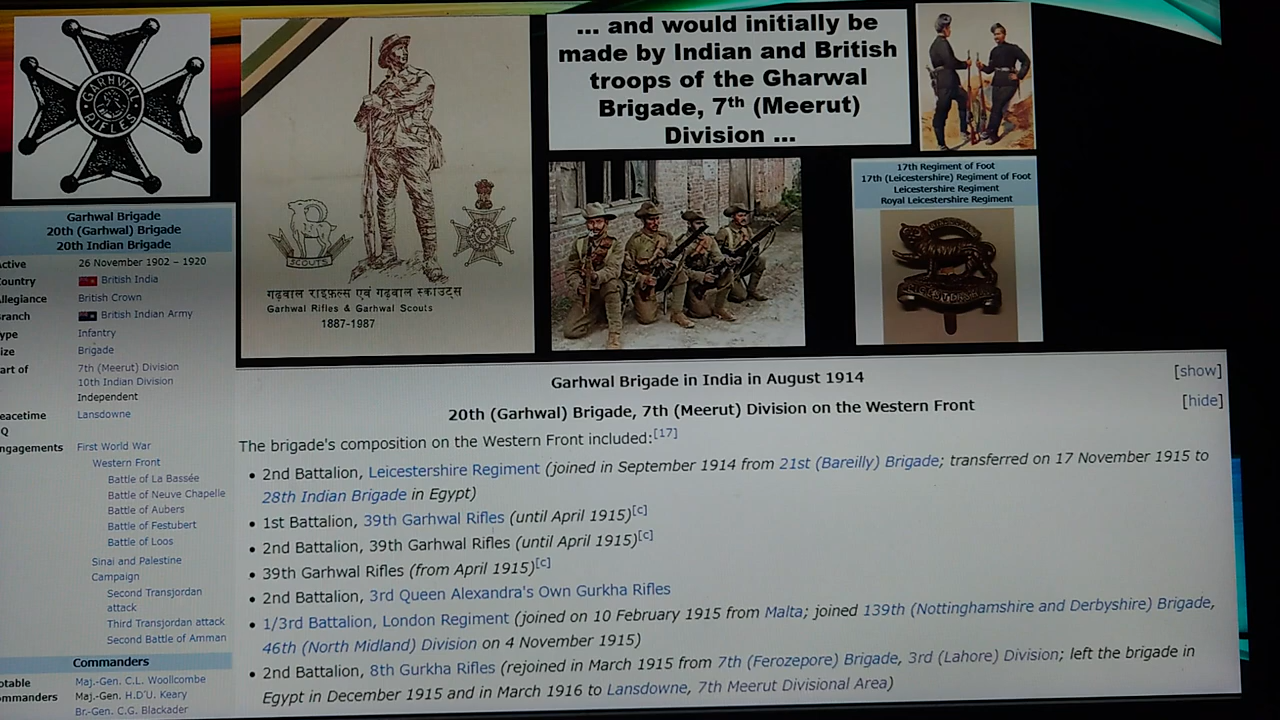 GARHWAL
RIFLES
SCOUTS
गढ़वाल राइफ़ल्स एवं गढ़वाल स्काउट्स
Garhwal Rifles & Garhwal Scouts
1887-1987
... and would initially be
made by Indian and British
troops of the Gharwal
Brigade, 7th (Meerut)
Division ...
17th Regiment of Foot
17th (Leicestershire) Regiment of Foot
Leicestershire Regiment
Royal Leicestershire Regiment
Garhwal Brigade
20th (Garhwal) Brigade
20th Indian Brigade
Active 26 November 1902 – 1920
Country British India
Allegiance British Crown
Branch British Indian Army
Type Infantry
Size Brigade
Part of 7th (Meerut) Division
10th Indian Division
Independent
Peacetime Lansdowne
HQ
Engagements First World War
Western Front
Battle of La Bassée
Battle of Neuve Chapelle
Battle of Aubers
Battle of Festubert
Battle of Loos
Sinai and Palestine
Campaign
Second Transjordan
attack
Third Transjordan attack
Second Battle of Amman
Commanders
Notable Maj.-Gen. C.L. Woollcombe
commanders Maj.-Gen. H.D'U. Keary
Br.-Gen. C.G. Blackader
Garhwal Brigade in India in August 1914 [show]
20th (Garhwal) Brigade, 7th (Meerut) Division on the Western Front [hide]
The brigade's composition on the Western Front included:[17]
• 2nd Battalion, Leicestershire Regiment (joined in September 1914 from 21st (Bareilly) Brigade; transferred on 17 November 1915 to
28th Indian Brigade in Egypt)
• 1st Battalion, 39th Garhwal Rifles (until April 1915)[c]
• 2nd Battalion, 39th Garhwal Rifles (until April 1915)[c]
• 39th Garhwal Rifles (from April 1915)[c]
• 2nd Battalion, 3rd Queen Alexandra's Own Gurkha Rifles
• 1/3rd Battalion, London Regiment (joined on 10 February 1915 from Malta; joined 139th (Nottinghamshire and Derbyshire) Brigade,
46th (North Midland) Division on 4 November 1915)
• 2nd Battalion, 8th Gurkha Rifles (rejoined in March 1915 from 7th (Ferozepore) Brigade, 3rd (Lahore) Division; left the brigade in
Egypt in December 1915 and in March 1916 to Lansdowne, 7th Meerut Divisional Area)